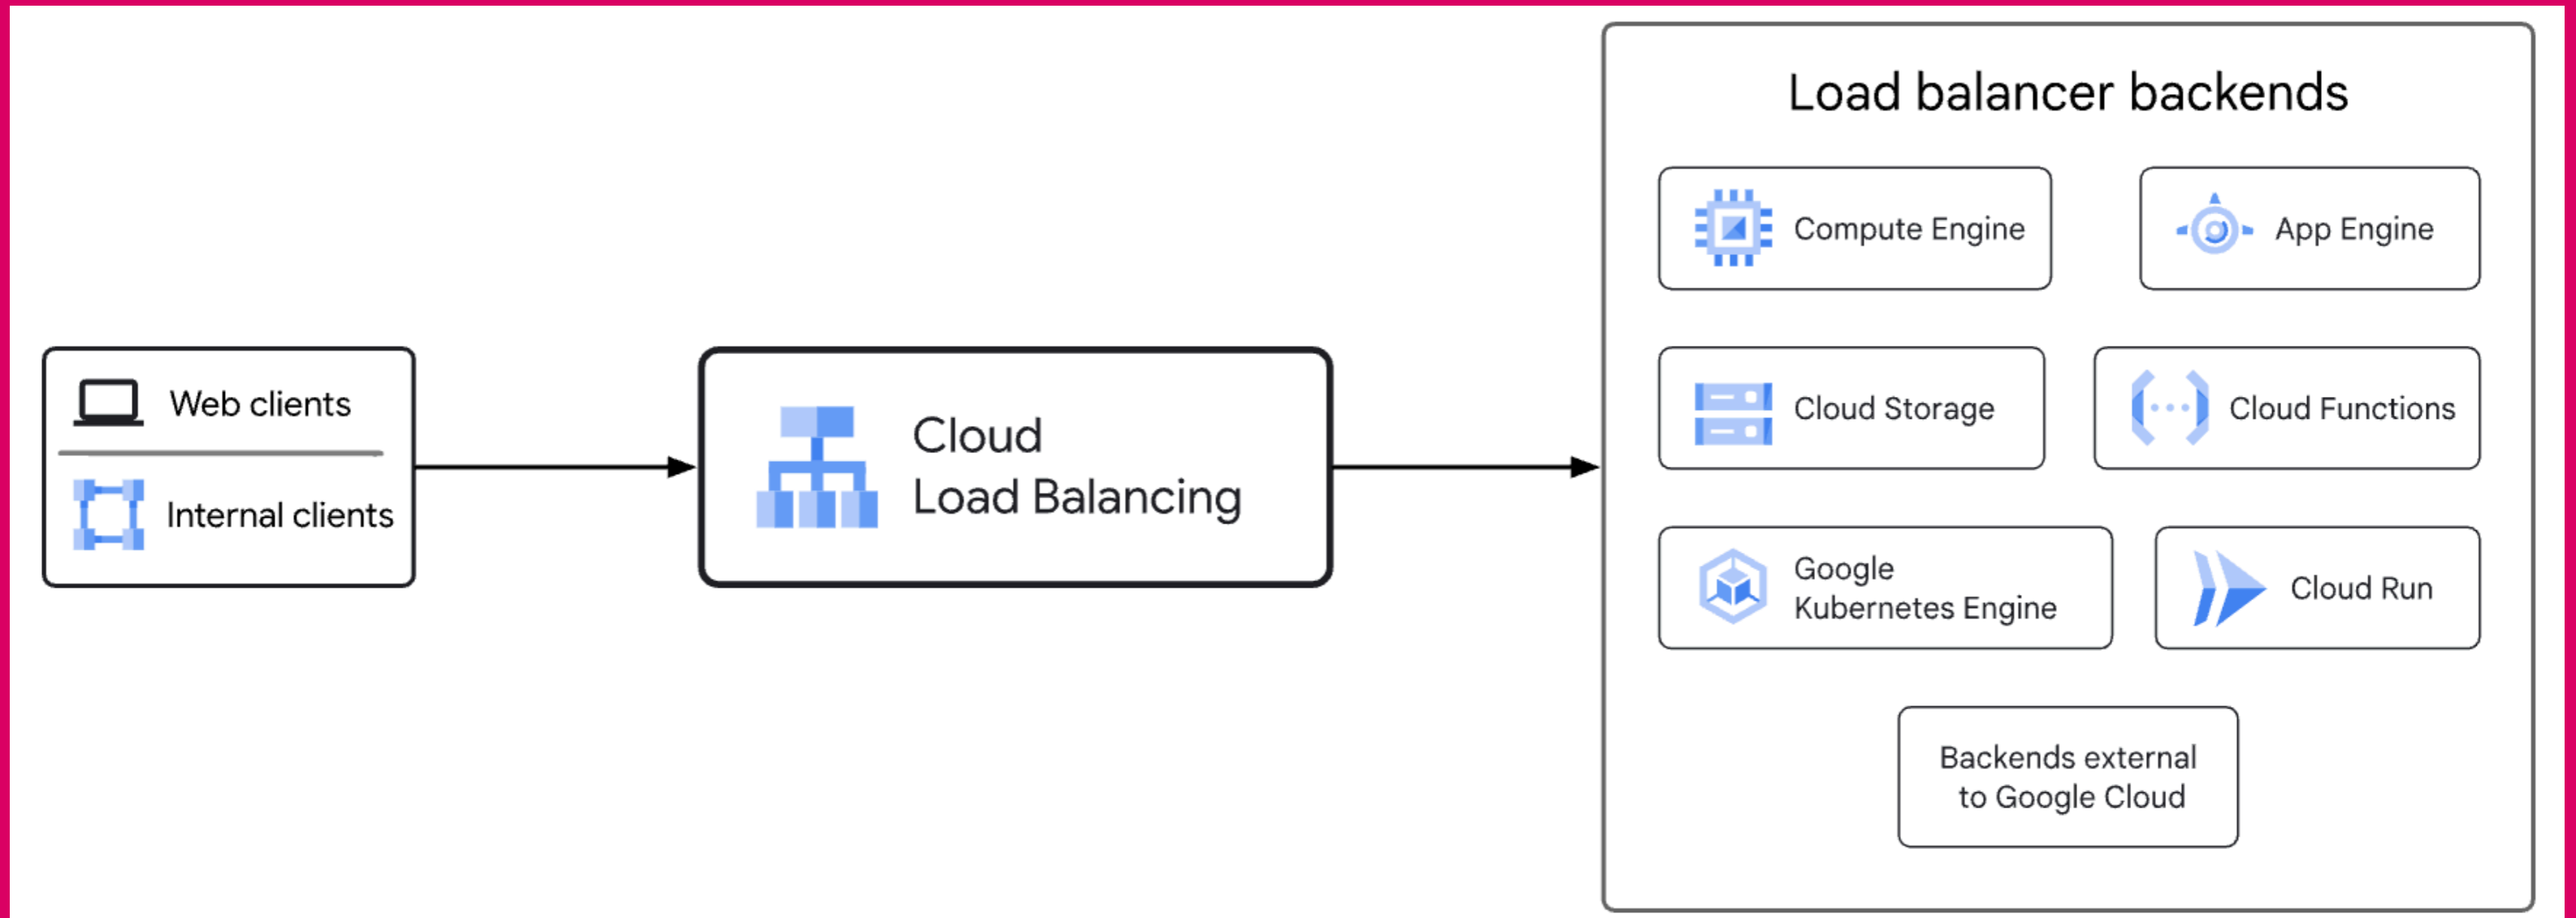 Load balancer backends
Compute Engine
App Engine
Web clients
Internal clients
Cloud
Load Balancing
Cloud Storage
Cloud Functions
Google
Kubernetes Engine
Cloud Run
Backends external
to Google Cloud